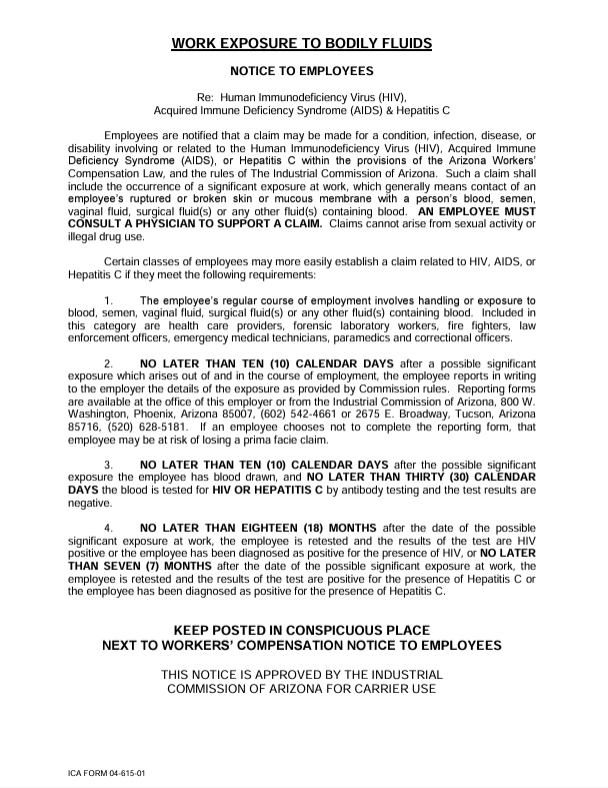 WORK EXPOSURE TO BODILY FLUIDS
NOTICE TO EMPLOYEES
Re: Human Immunodeficiency Virus (HIV),
Acquired Immune Deficiency Syndrome (AIDS) & Hepatitis C
Employees are notified that a claim may be made for a condition, infection, disease, or
disability involving or related to the Human Immunodeficiency Virus (HIV), Acquired Immune
Deficiency Syndrome (AIDS), or Hepatitis C within the provisions of the Arizona Workers'
Compensation Law, and the rules of The Industrial Commission of Arizona. Such a claim shall
include the occurrence of a significant exposure at work, which generally means contact of an
employee's ruptured or broken skin or mucous membrane with a person's blood, semen,
vaginal fluid, surgical fluid(s) or any other fluid(s) containing blood. AN EMPLOYEE MUST
CONSULT A PHYSICIAN TO SUPPORT A CLAIM. Claims cannot arise from sexual activity or
illegal drug use.
Certain classes of employees may more easily establish a claim related to HIV, AIDS, or
Hepatitis C if they meet the following requirements:
1. The employee's regular course of employment involves handling or exposure to
blood, semen, vaginal fluid, surgical fluid(s) or any other fluid(s) containing blood. Included in
this category are health care providers, forensic laboratory workers, fire fighters, law
enforcement officers, emergency medical technicians, paramedics and correctional officers.
2. NO LATER THAN TEN (10) CALENDAR DAYS after a possible significant
exposure which arises out of and in the course of employment, the employee reports in writing
to the employer the details of the exposure as provided by Commission rules. Reporting forms
are available at the office of this employer or from the Industrial Commission of Arizona, 800 W.
Washington, Phoenix, Arizona 85007, (602) 542-4661 or 2675 E. Broadway, Tucson, Arizona
85716, (520) 628-5181. If an employee chooses not to complete the reporting form, that
employee may be at risk of losing a prima facie claim.
3. NO LATER THAN TEN (10) CALENDAR DAYS after the possible significant
exposure the employee has blood drawn, and NO LATER THAN THIRTY (30) CALENDAR
DAYS the blood is tested for HIV OR HEPATITIS C by antibody testing and the test results are
negative.
4. NO LATER THAN EIGHTEEN (18) MONTHS after the date of the possible
significant exposure at work, the employee is retested and the results of the test are HIV
positive or the employee has been diagnosed as positive for the presence of HIV, or NO LATER
THAN SEVEN (7) MONTHS after the date of the possible significant exposure at work, the
employee is retested and the results of the test are positive for the presence of Hepatitis C or
the employee has been diagnosed as positive for the presence of Hepatitis C.
KEEP POSTED IN CONSPICUOUS PLACE
NEXT TO WORKERS' COMPENSATION NOTICE TO EMPLOYEES
THIS NOTICE IS APPROVED BY THE INDUSTRIAL
COMMISSION OF ARIZONA FOR CARRIER USE
ICA FORM 04-615-01